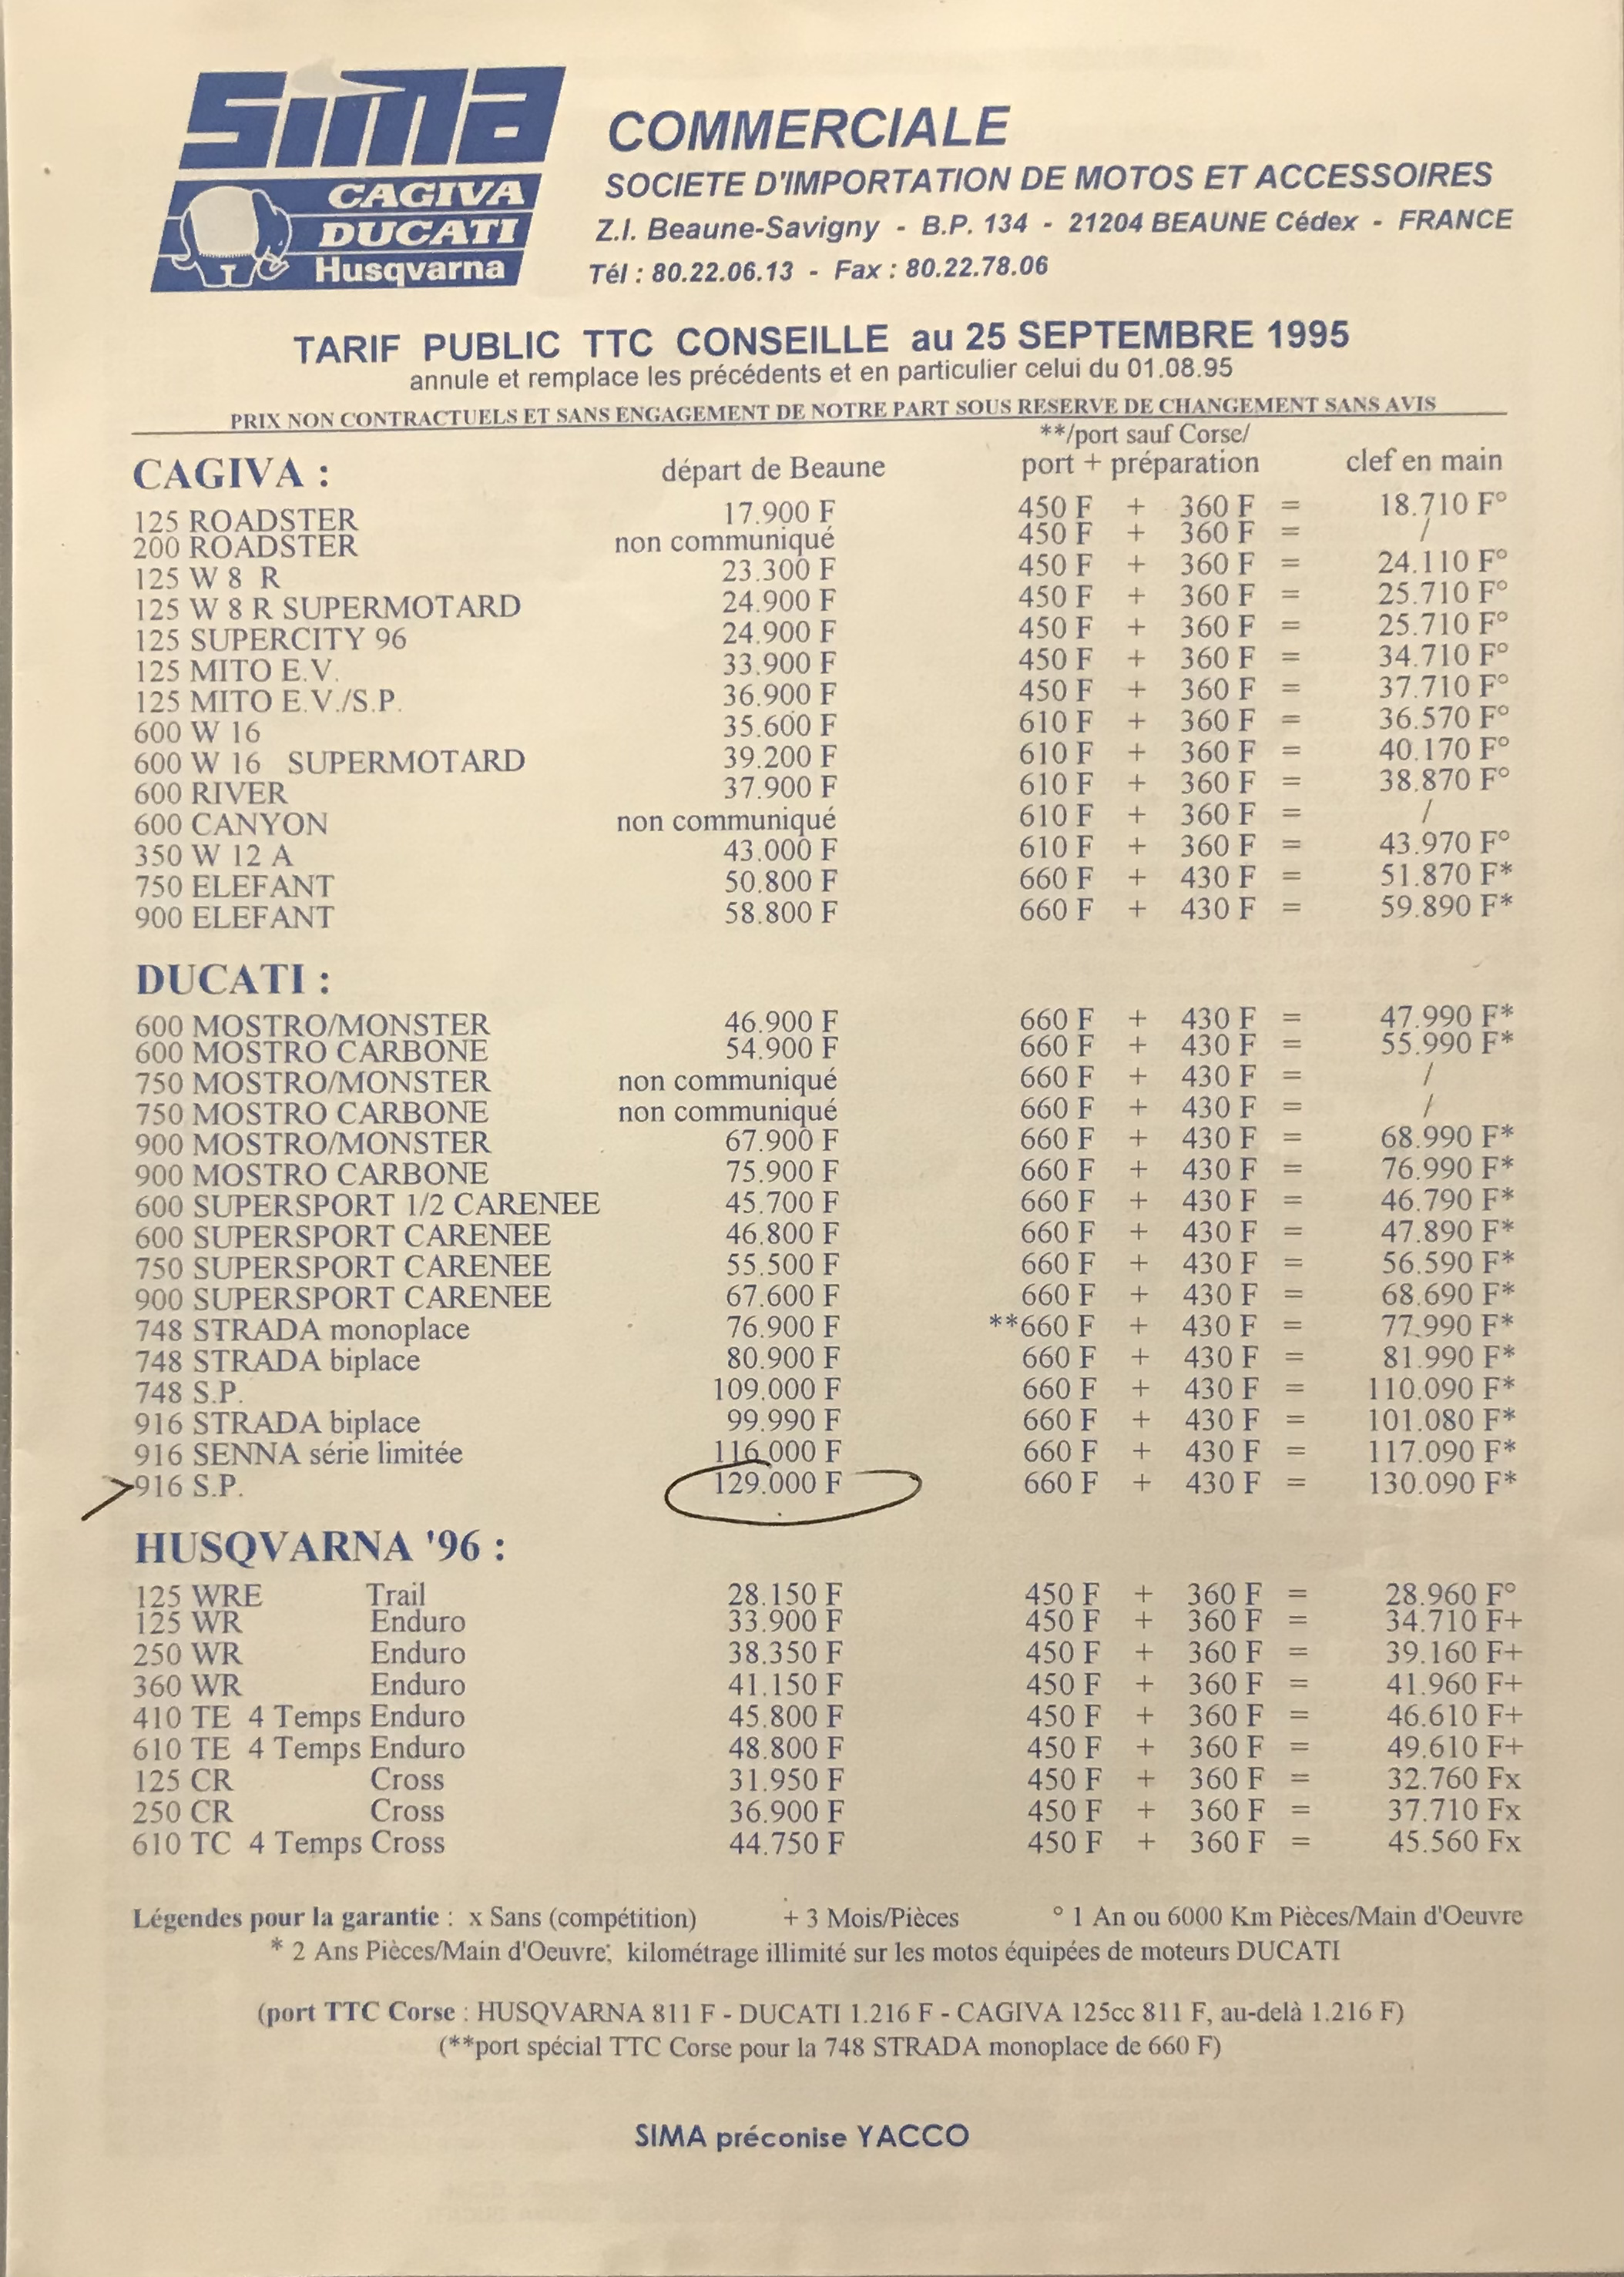 sima
CAGIVA
DUCATI
Husqvarna
COMMERCIALE
SOCIETE D'IMPORTATION DE MOTOS ET ACCESSOIRES
Z.I. Beaune-Savigny - B.P. 134 - 21204 BEAUNE Cédex - FRANCE
Tél : 80.22.06.13 - Fax : 80.22.78.06
TARIF PUBLIC TTC CONSEILLE au 25 SEPTEMBRE 1995
annule et remplace les précédents et en particulier celui du 01.08.95
PRIX NON CONTRACTUELS ET SANS ENGAGEMENT DE NOTRE PART SOUS RESERVE DE CHANGEMENT SANS AVIS
**/port sauf Corse/
CAGIVA : départ de Beaune port + préparation clef en main
125 ROADSTER 17.900 F 450 F + 360 F = 18.710 F°
200 ROADSTER non communiqué 450 F + 360 F = /
125 W 8 R 23.300 F 450 F + 360 F = 24.110 F°
125 W 8 R SUPERMOTARD 24.900 F 450 F + 360 F = 25.710 F°
125 SUPERCITY 96 24.900 F 450 F + 360 F = 25.710 F°
125 MITO E.V. 33.900 F 450 F + 360 F = 34.710 F°
125 MITO E.V./S.P. 36.900 F 450 F + 360 F = 37.710 F°
600 W 16 35.600 F 610 F + 360 F = 36.570 F°
600 W 16 SUPERMOTARD 39.200 F 610 F + 360 F = 40.170 F°
600 RIVER 37.900 F 610 F + 360 F = 38.870 F°
600 CANYON non communiqué 610 F + 360 F = /
350 W 12 A 43.000 F 610 F + 360 F = 43.970 F°
750 ELEFANT 50.800 F 660 F + 430 F = 51.870 F*
900 ELEFANT 58.800 F 660 F + 430 F = 59.890 F*
DUCATI :
600 MOSTRO/MONSTER 46.900 F 660 F + 430 F = 47.990 F*
600 MOSTRO CARBONE 54.900 F 660 F + 430 F = 55.990 F*
750 MOSTRO/MONSTER non communiqué 660 F + 430 F = /
750 MOSTRO CARBONE non communiqué 660 F + 430 F = /
900 MOSTRO/MONSTER 67.900 F 660 F + 430 F = 68.990 F*
900 MOSTRO CARBONE 75.900 F 660 F + 430 F = 76.990 F*
600 SUPERSPORT 1/2 CARENEE 45.700 F 660 F + 430 F = 46.790 F*
600 SUPERSPORT CARENEE 46.800 F 660 F + 430 F = 47.890 F*
750 SUPERSPORT CARENEE 55.500 F 660 F + 430 F = 56.590 F*
900 SUPERSPORT CARENEE 67.600 F 660 F + 430 F = 68.690 F*
748 STRADA monoplace 76.900 F **660 F + 430 F = 77.990 F*
748 STRADA biplace 80.900 F 660 F + 430 F = 81.990 F*
748 S.P. 109.000 F 660 F + 430 F = 110.090 F*
916 STRADA biplace 99.990 F 660 F + 430 F = 101.080 F*
916 SENNA série limitée 116.000 F 660 F + 430 F = 117.090 F*
916 S.P. 129.000 F 660 F + 430 F = 130.090 F*
HUSQVARNA '96 :
125 WRE Trail 28.150 F 450 F + 360 F = 28.960 F°
125 WR Enduro 33.900 F 450 F + 360 F = 34.710 F+
250 WR Enduro 38.350 F 450 F + 360 F = 39.160 F+
360 WR Enduro 41.150 F 450 F + 360 F = 41.960 F+
410 TE 4 Temps Enduro 45.800 F 450 F + 360 F = 46.610 F+
610 TE 4 Temps Enduro 48.800 F 450 F + 360 F = 49.610 F+
125 CR Cross 31.950 F 450 F + 360 F = 32.760 Fx
250 CR Cross 36.900 F 450 F + 360 F = 37.710 Fx
610 TC 4 Temps Cross 44.750 F 450 F + 360 F = 45.560 Fx
Légendes pour la garantie : x Sans (compétition) + 3 Mois/Pièces ° 1 An ou 6000 Km Pièces/Main d'Oeuvre
* 2 Ans Pièces/Main d'Oeuvre; kilométrage illimité sur les motos équipées de moteurs DUCATI
(port TTC Corse : HUSQVARNA 811 F - DUCATI 1.216 F - CAGIVA 125cc 811 F, au-delà 1.216 F)
(**port spécial TTC Corse pour la 748 STRADA monoplace de 660 F)
SIMA préconise YACCO